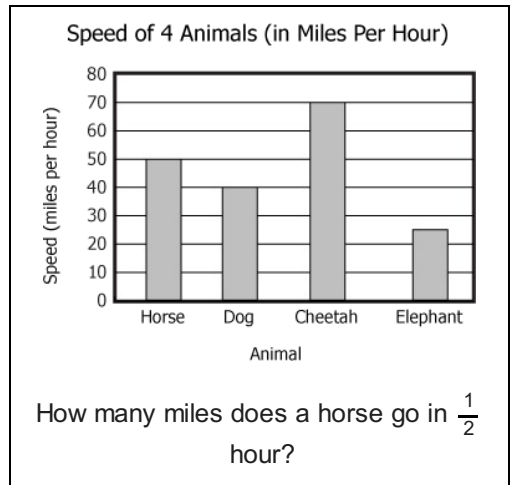 Speed of 4 Animals (in Miles Per Hour)
Speed (miles per hour)
80
70
60
50
40
30
20
10
0
Horse Dog Cheetah Elephant
Animal
How many miles does a horse go in 1/2
hour?